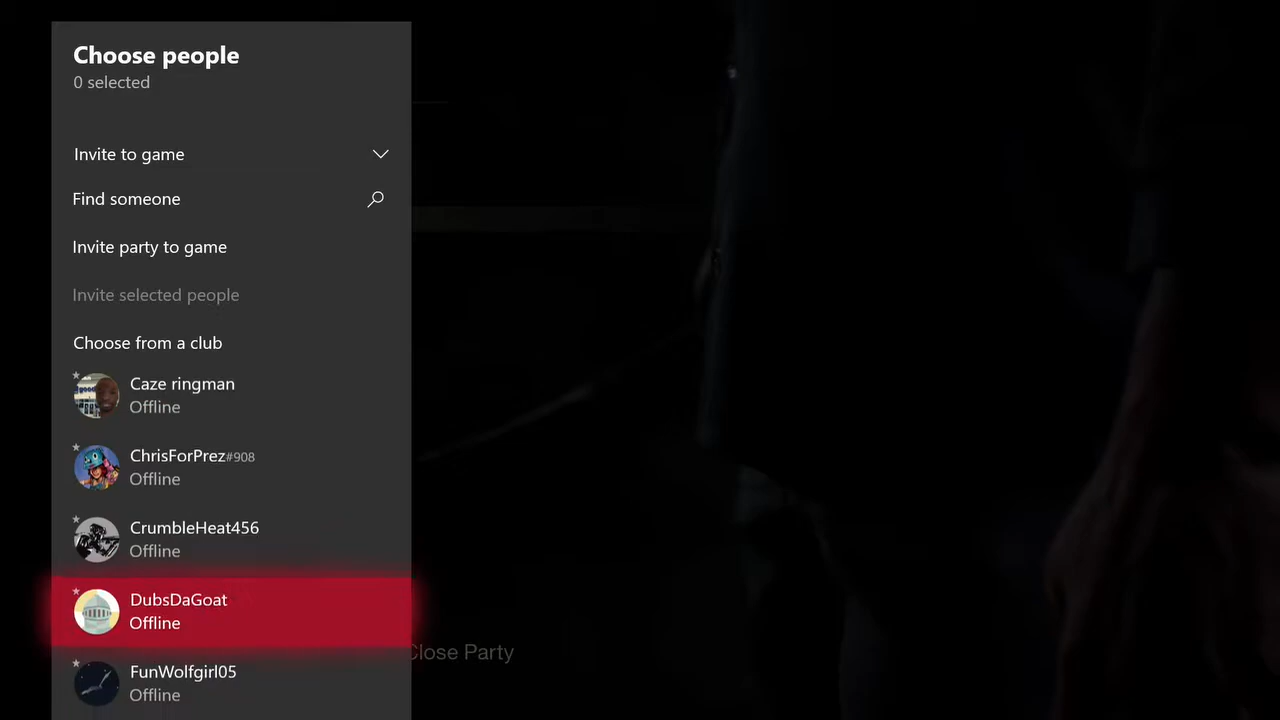 Choose people
0 selected
Invite to game
Find someone
Invite party to game
Invite selected people
Choose from a club
Caze ringman
Offline
ChrisForPrez#908
Offline
CrumbleHeat456
Offline
DubsDaGoat
Offline
FunWolfgirl05
Offline
Close Party